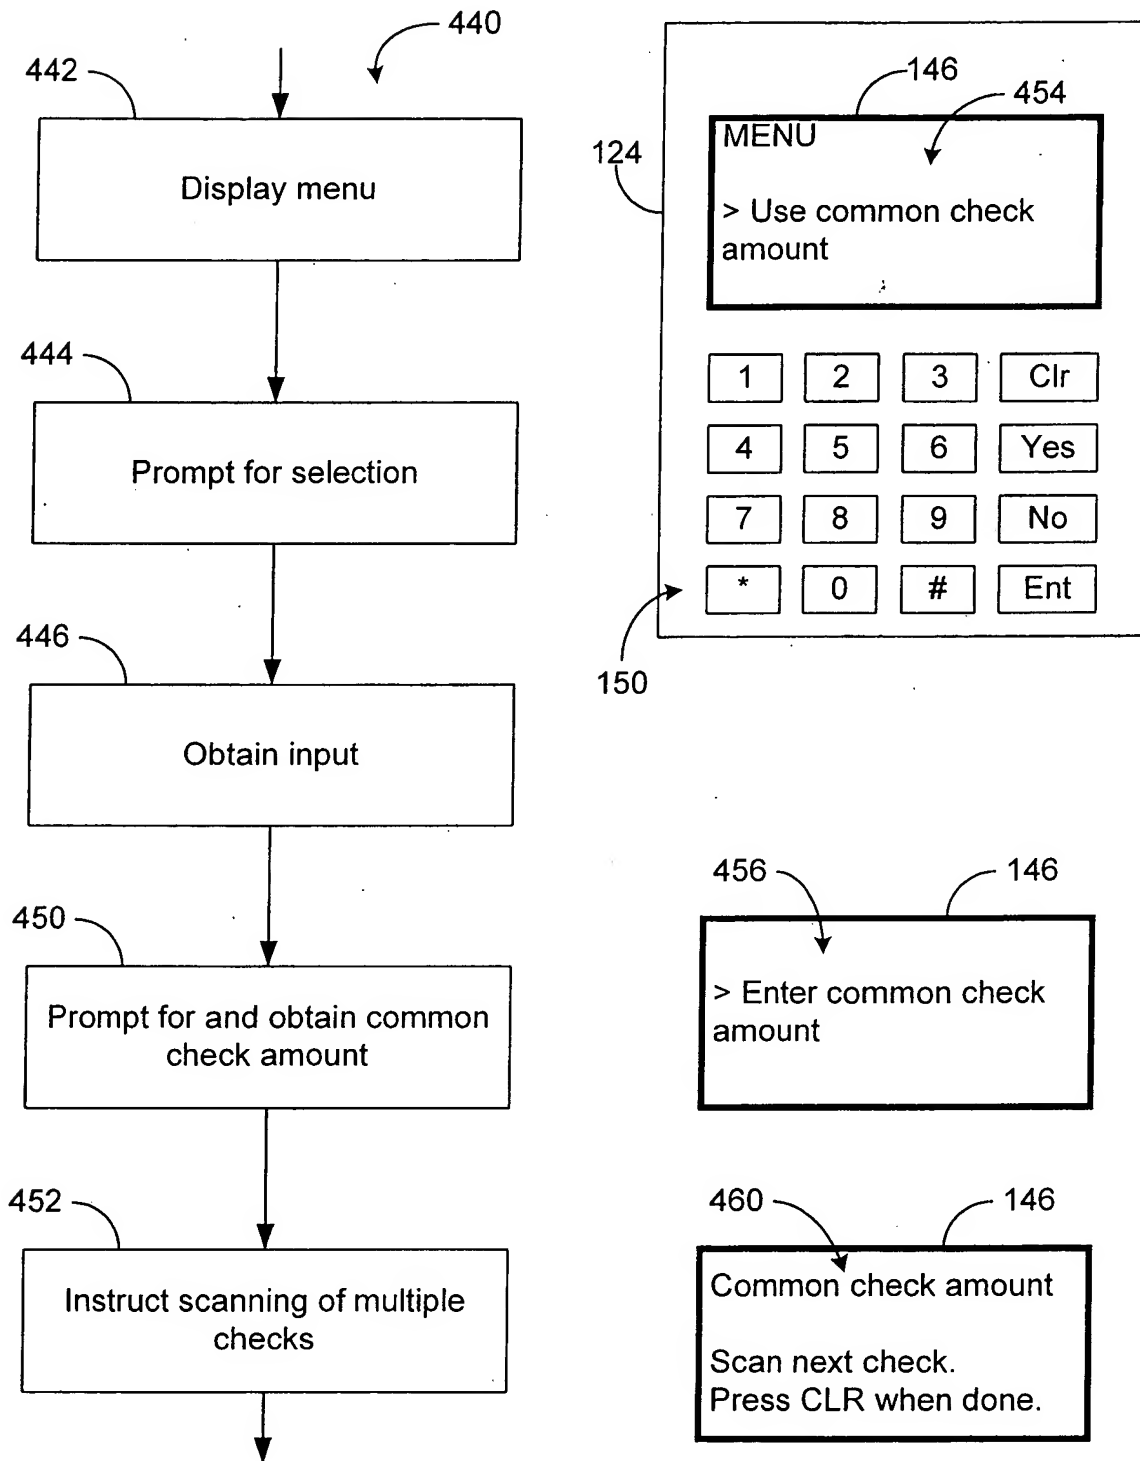 440
442
Display menu
444
Prompt for selection
446
Obtain input
450
Prompt for and obtain common
check amount
452
Instruct scanning of multiple
checks
146
454
124
MENU
> Use common check
amount
1 2 3 Clr
4 5 6 Yes
7 8 9 No
* 0 # Ent
150
456
146
> Enter common check
amount
460
146
Common check amount
Scan next check.
Press CLR when done.